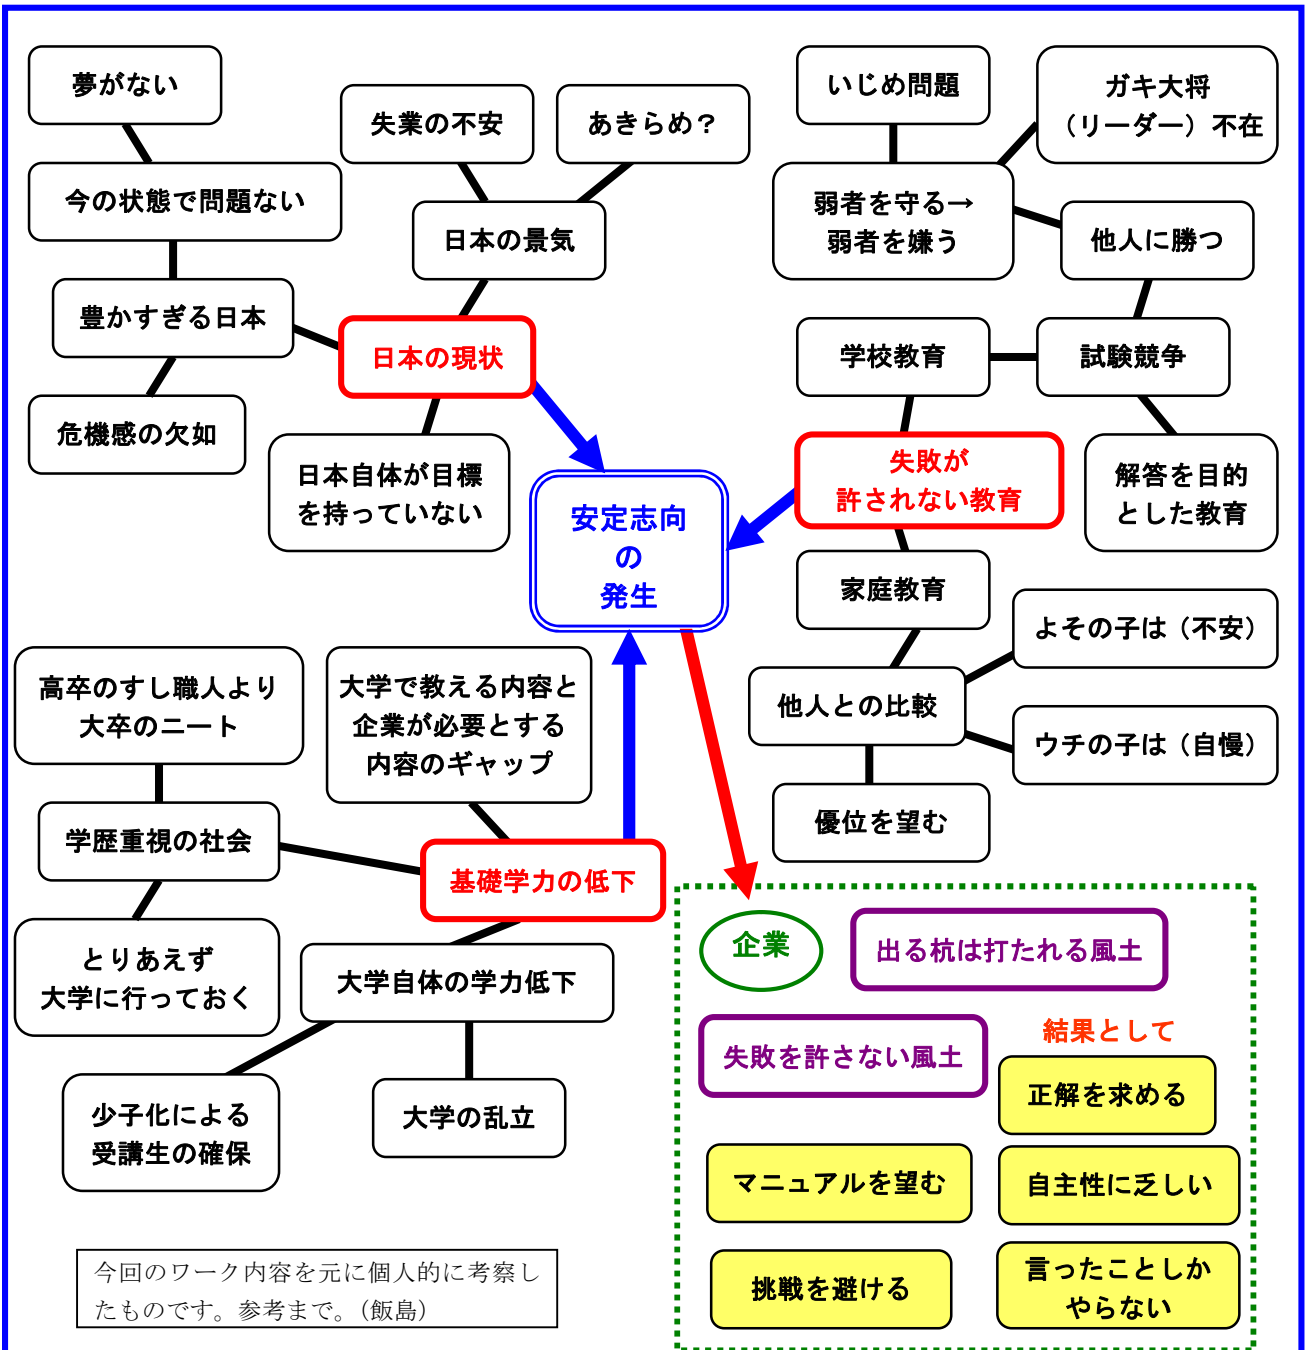 夢がない
今の状態で問題ない
豊かすぎる日本
危機感の欠如
失業の不安
あきらめ？
日本の景気
日本の現状
日本自体が目標
を持っていない
いじめ問題
ガキ大将
（リーダー）不在
弱者を守る→
弱者を嫌う
他人に勝つ
学校教育
試験競争
失敗が
許されない教育
解答を目的
とした教育
安定志向
の
発生
家庭教育
よその子は（不安）
他人との比較
ウチの子は（自慢）
優位を望む
高卒のすし職人より
大卒のニート
大学で教える内容と
企業が必要とする
内容のギャップ
学歴重視の社会
基礎学力の低下
とりあえず
大学に行っておく
大学自体の学力低下
少子化による
受講生の確保
大学の乱立
企業
出る杭は打たれる風土
失敗を許さない風土
結果として
正解を求める
マニュアルを望む
自主性に乏しい
挑戦を避ける
言ったことしか
やらない
今回のワーク内容を元に個人的に考察し
たものです。参考まで。（飯島）